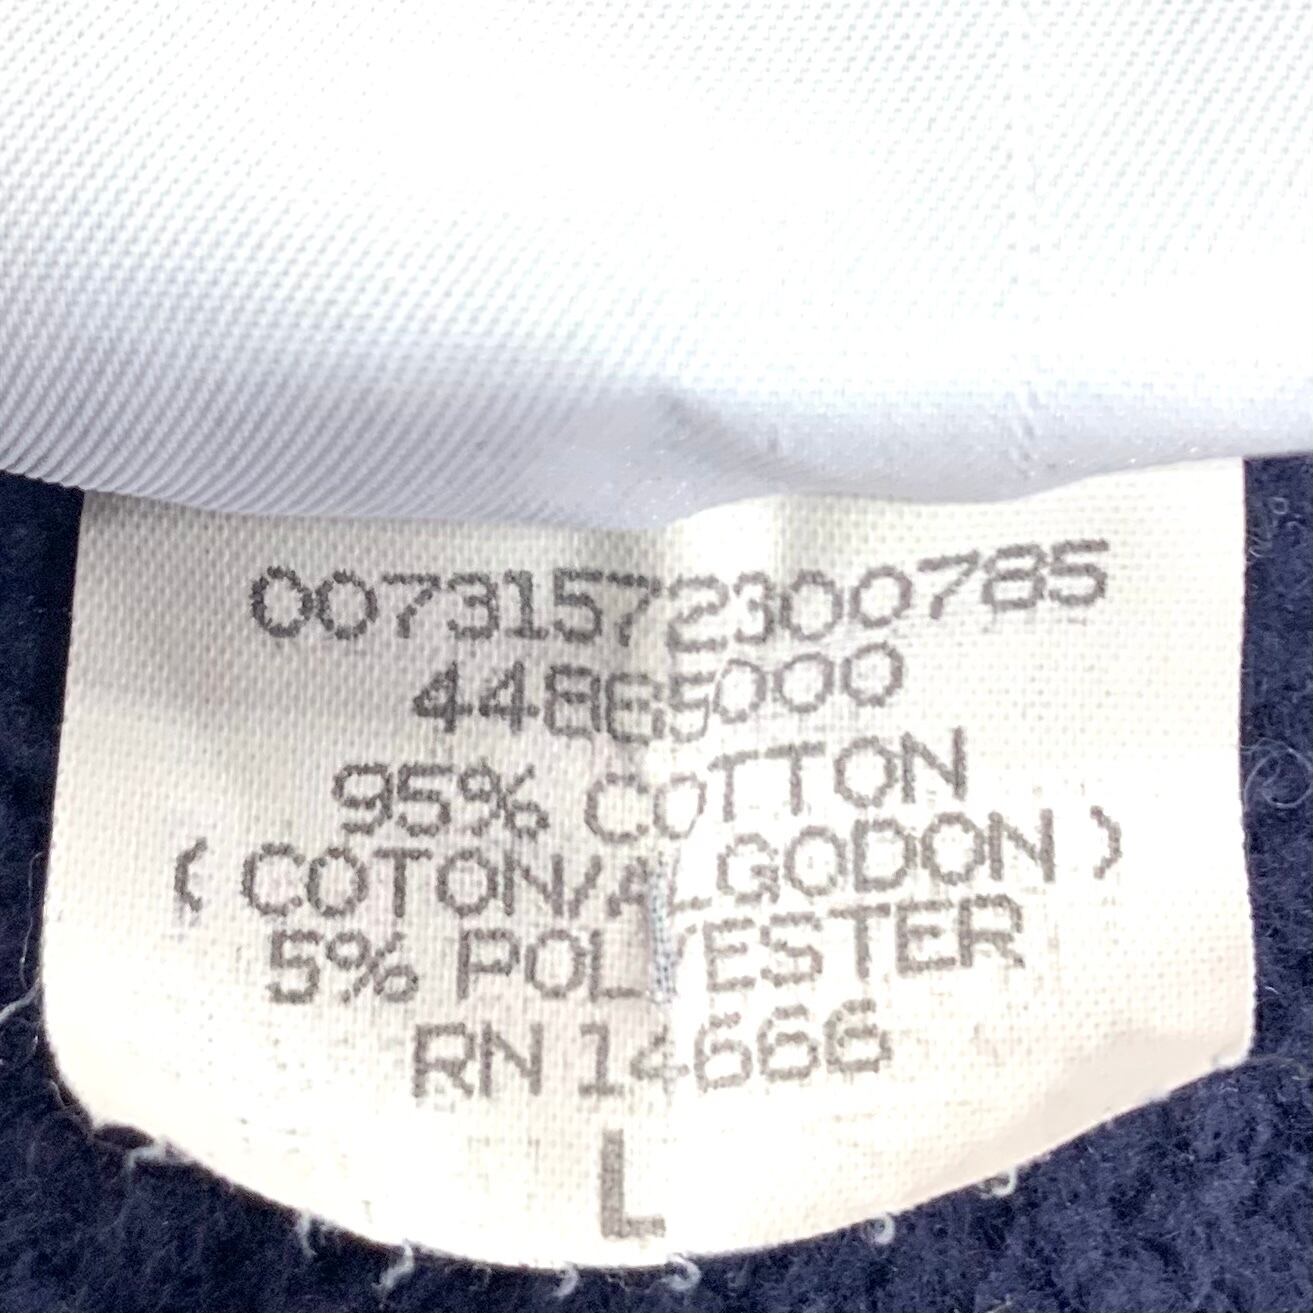 00731572300785
44865000
95% COTTON
( COTON/ALGODON )
5% POLYESTER
RN 14666
L